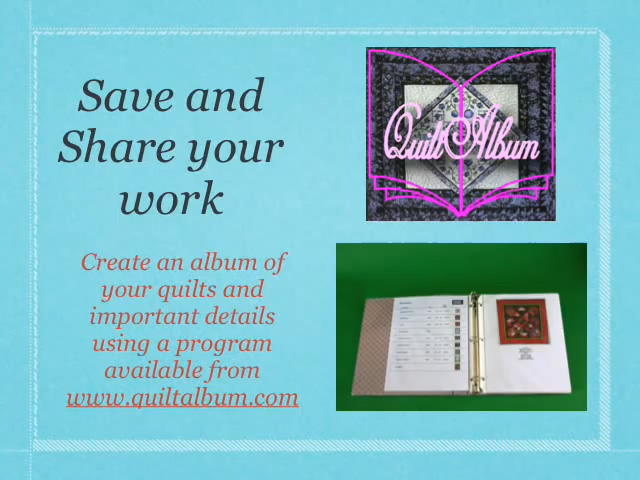 Save and
Share your
work
Create an album of
your quilts and
important details
using a program
available from
www.quiltalbum.com
QuiltAlbum